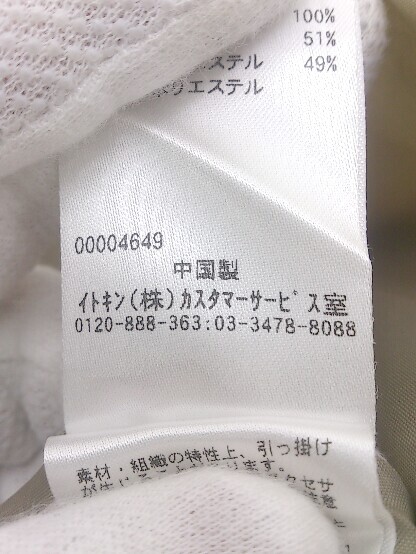 100%
51%
ステル 49%
ポリエステル
00004649
中国製
イトキン(株)カスタマーサービス室
0120-888-363:03-3478-8088
素材・組織の特性上、引っ掛け